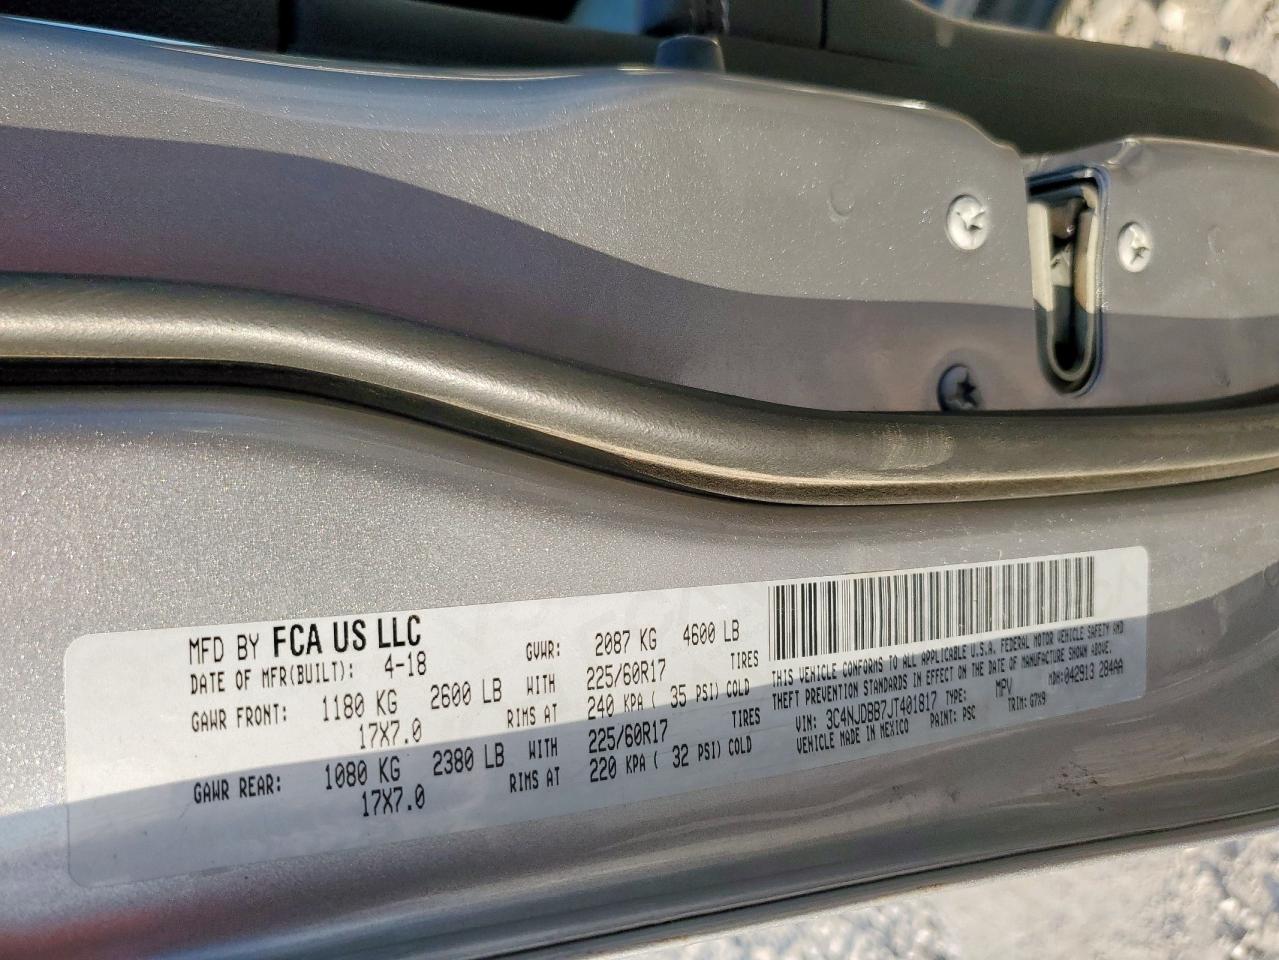 MFD BY FCA US LLC
DATE OF MFR(BUILT): 4-18 GVWR: 2087 KG 4600 LB
GAWR FRONT: 1180 KG 2600 LB WITH 225/60R17 TIRES
17X7.0 RIMS AT 240 KPA ( 35 PSI) COLD
GAWR REAR: 1080 KG 2380 LB WITH 225/60R17 TIRES
17X7.0 RIMS AT 220 KPA ( 32 PSI) COLD
THIS VEHICLE CONFORMS TO ALL APPLICABLE U.S.A. FEDERAL MOTOR VEHICLE SAFETY AND
THEFT PREVENTION STANDARDS IN EFFECT ON THE DATE OF MANUFACTURE SHOWN ABOVE.
VIN: 3C4NJDBB7JT401817 TYPE: MPV MDH: 042913 284AA
VEHICLE MADE IN MEXICO PAINT: PSC TRIM: G7X9